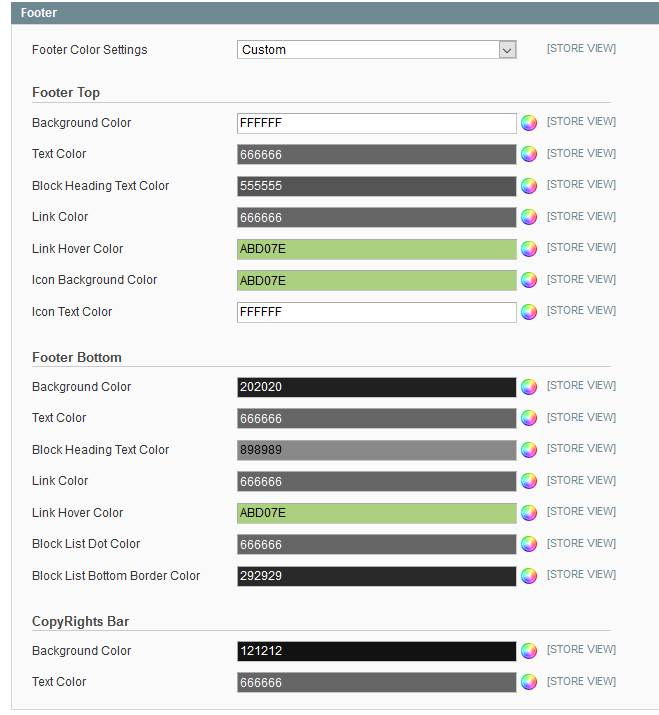 Footer
Footer Color Settings Custom [STORE VIEW]
Footer Top
Background Color FFFFFF [STORE VIEW]
Text Color 666666 [STORE VIEW]
Block Heading Text Color 555555 [STORE VIEW]
Link Color 666666 [STORE VIEW]
Link Hover Color ABD07E [STORE VIEW]
Icon Background Color ABD07E [STORE VIEW]
Icon Text Color FFFFFF [STORE VIEW]
Footer Bottom
Background Color 202020 [STORE VIEW]
Text Color 666666 [STORE VIEW]
Block Heading Text Color 898989 [STORE VIEW]
Link Color 666666 [STORE VIEW]
Link Hover Color ABD07E [STORE VIEW]
Block List Dot Color 666666 [STORE VIEW]
Block List Bottom Border Color 292929 [STORE VIEW]
CopyRights Bar
Background Color 121212 [STORE VIEW]
Text Color 666666 [STORE VIEW]